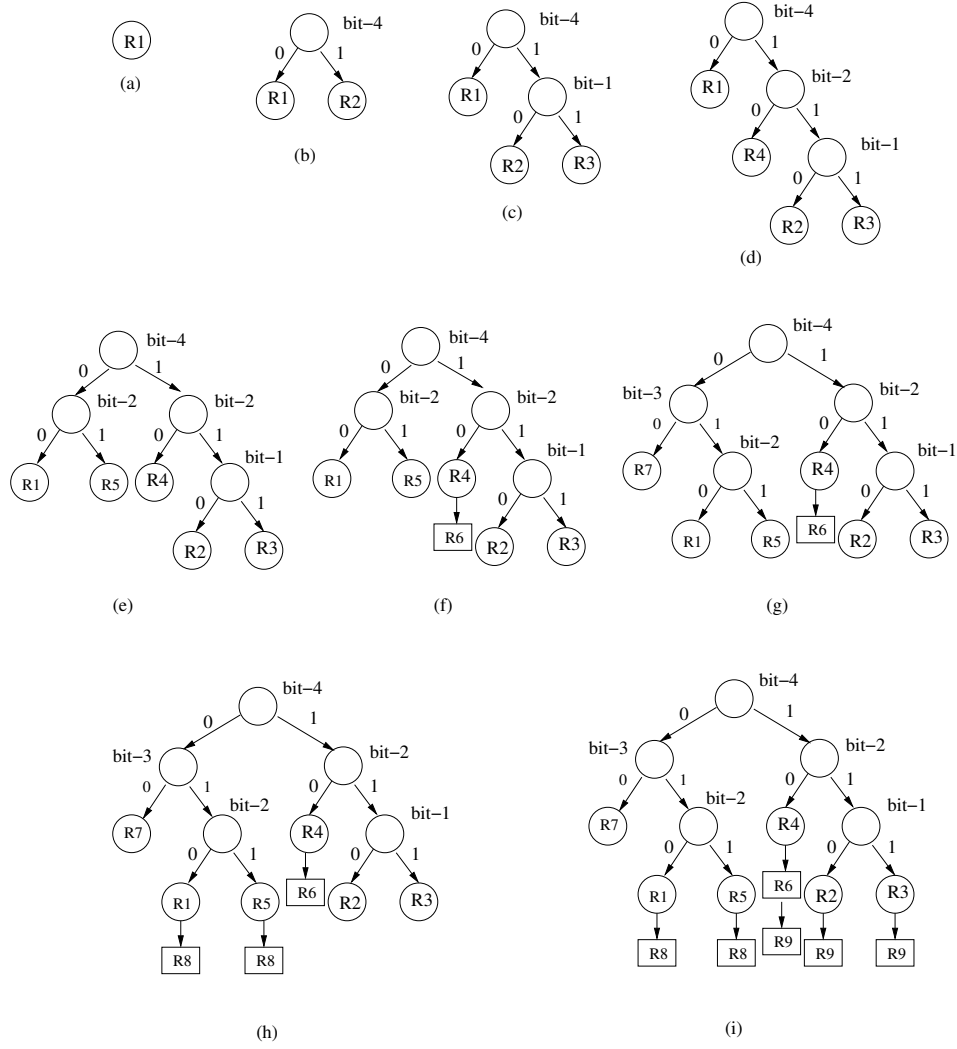 R1
(a)
bit−4
0 1
R1 R2
(b)
bit−4
0 1
R1
bit−1
0 1
R2 R3
(c)
bit−4
0 1
R1
bit−2
0 1
R4
bit−1
0 1
R2 R3
(d)
bit−4
0 1
bit−2 bit−2
0 1 0 1
R1 R5 R4
bit−1
0 1
R2 R3
(e)
bit−4
0 1
bit−2 bit−2
0 1 0 1
R1 R5 R4
bit−1
0 1
R6 R2 R3
(f)
bit−4
0 1
bit−3 bit−2
0 1 0 1
R7 bit−2 R4 bit−1
0 1 0 1
R1 R5 R6 R2 R3
(g)
bit−4
0 1
bit−3 bit−2
0 1 0 1
R7 bit−2 R4 bit−1
0 1 0 1
R1 R5 R6 R2 R3
R8 R8
(h)
bit−4
0 1
bit−3 bit−2
0 1 0 1
R7 bit−2 R4 bit−1
0 1 0 1
R1 R5 R6 R2 R3
R8 R8 R9 R9 R9
(i)